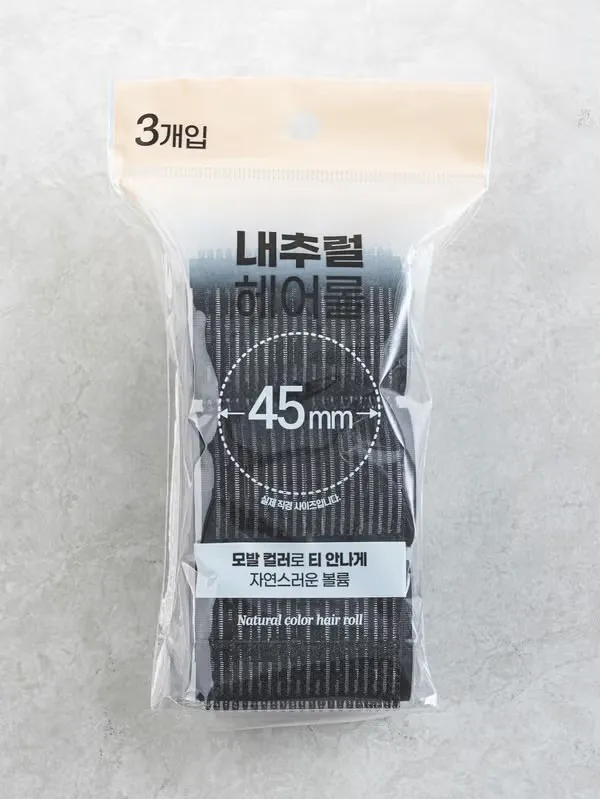 3개입
내추럴
헤어롤
45mm
실제 직경 사이즈입니다.
모발 컬러로 티 안나게
자연스러운 볼륨
Natural color hair roll